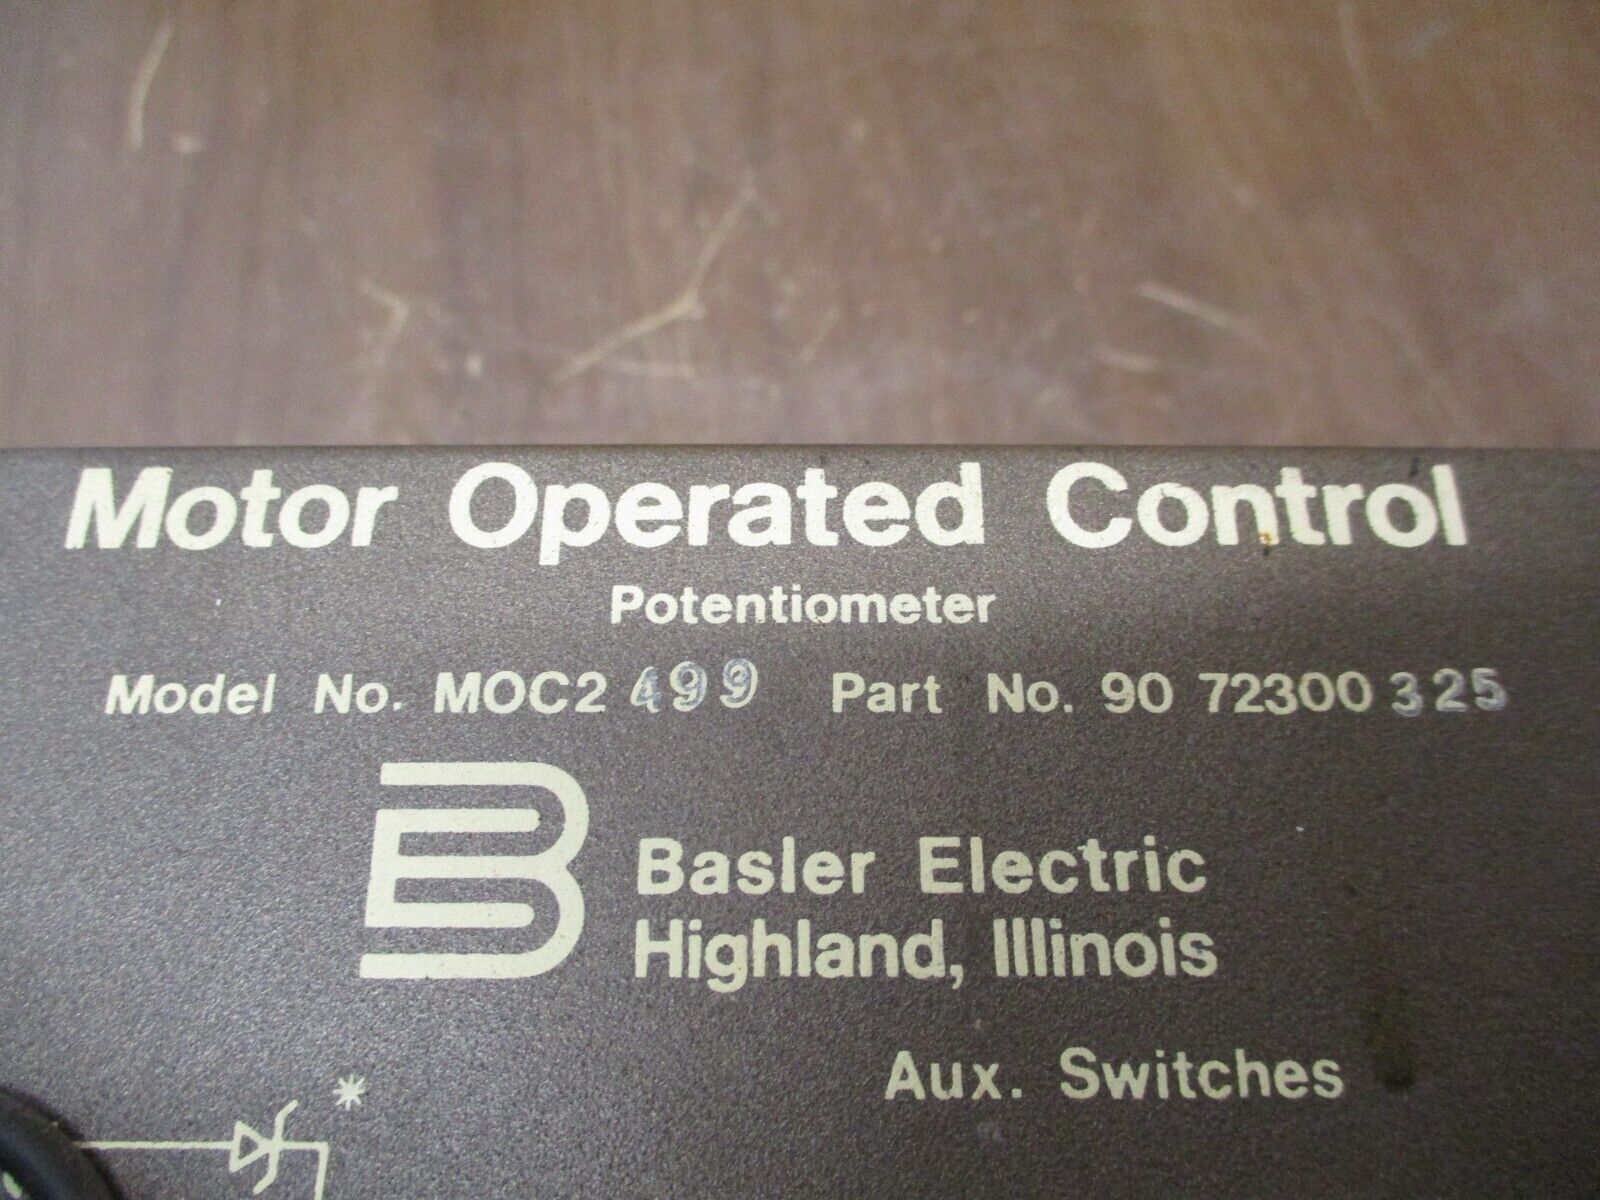 Motor Operated Control
Potentiometer
Model No. MOC2 499 Part No. 90 72300 325
Basler Electric
Highland, Illinois
Aux. Switches
*